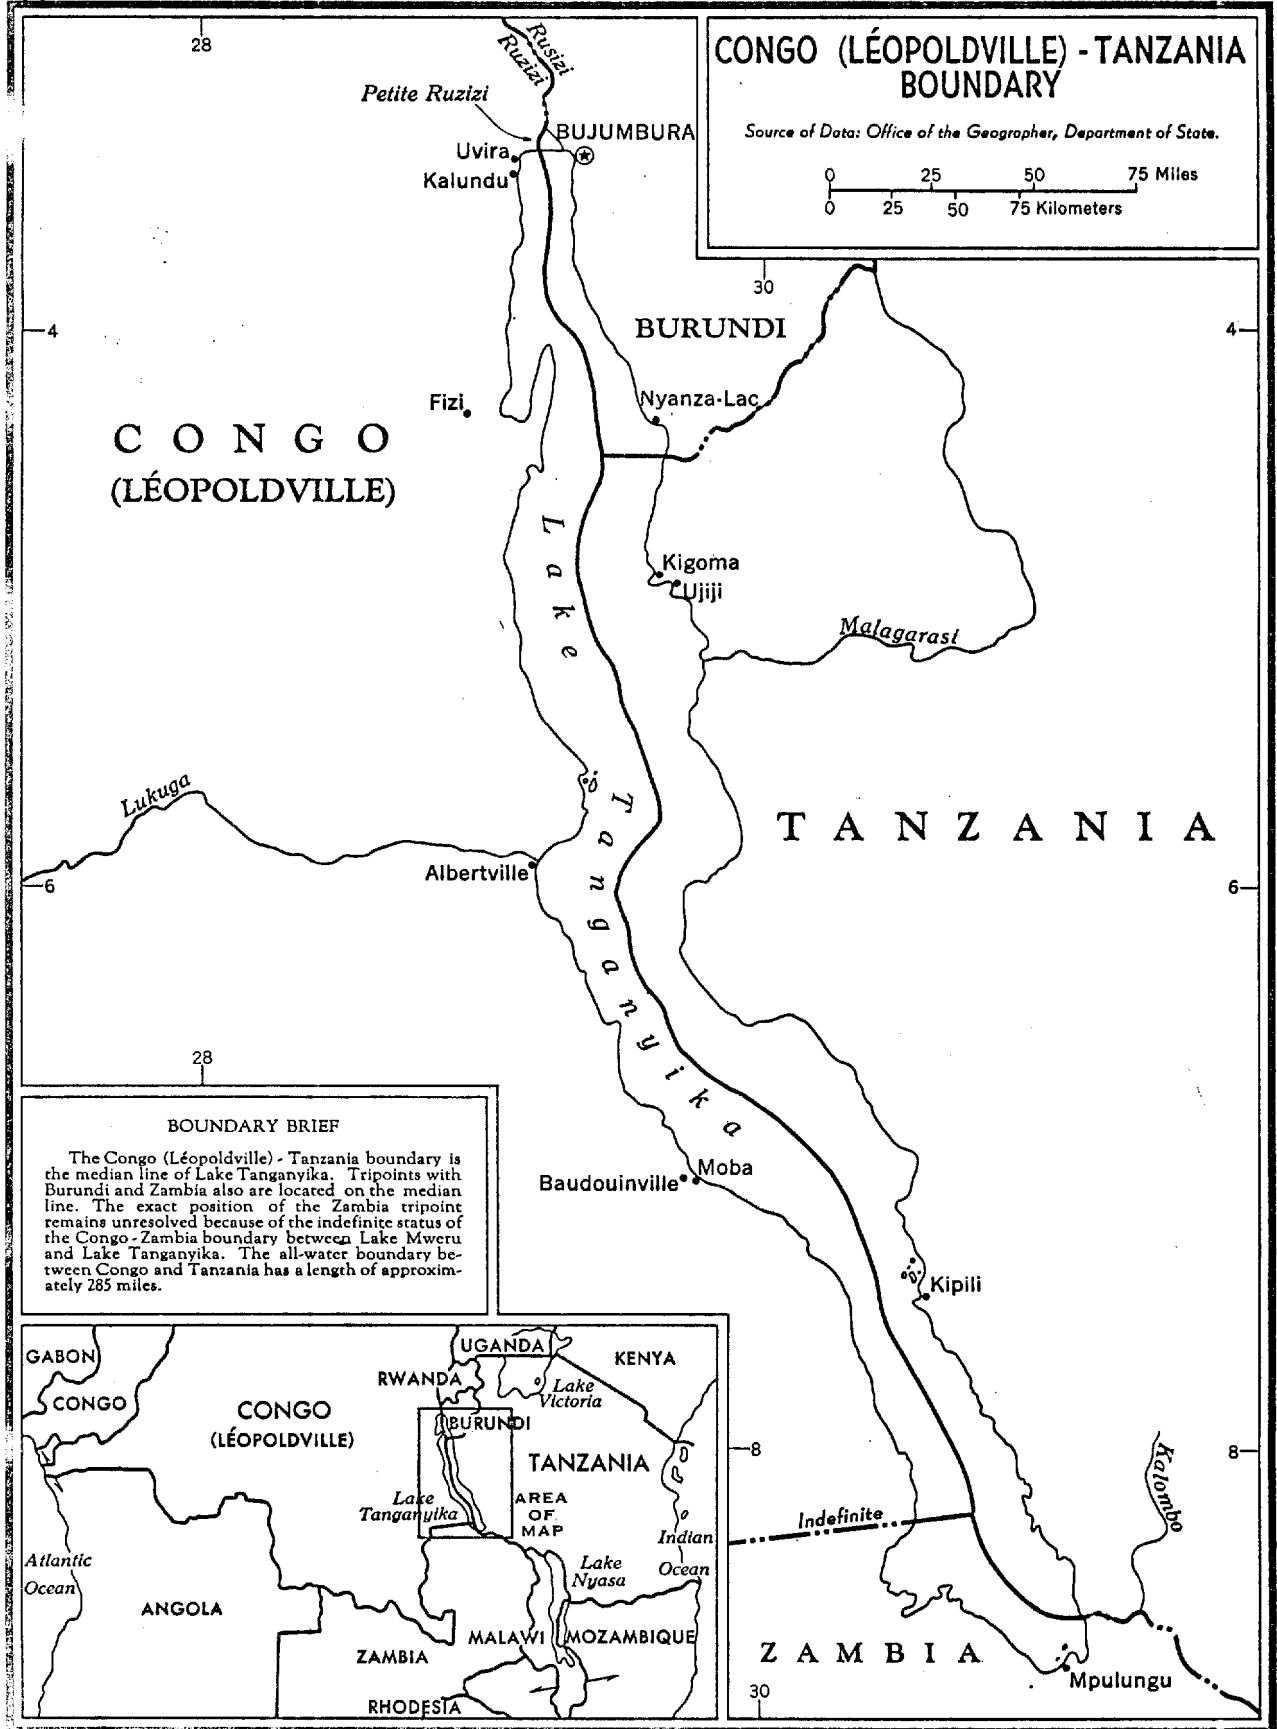 28
Rusizi
Ruzizi
Petite Ruzizi
CONGO (LÉOPOLDVILLE) - TANZANIA
BOUNDARY
Source of Data: Office of the Geographer, Department of State.
0 25 50 75 Miles
0 25 50 75 Kilometers
BUJUMBURA
Uvira
Kalundu
30
4
BURUNDI
4
Fizi
Nyanza-Lac
CONGO
(LÉOPOLDVILLE)
Lake
Kigoma
Ujiji
Malagarasi
Lukuga
Tanganyika
TANZANIA
Albertville
6
6
28
BOUNDARY BRIEF
The Congo (Léopoldville) - Tanzania boundary is
the median line of Lake Tanganyika. Tripoints with
Burundi and Zambia also are located on the median
line. The exact position of the Zambia tripoint
remains unresolved because of the indefinite status of
the Congo - Zambia boundary between Lake Mweru
and Lake Tanganyika. The all-water boundary be-
tween Congo and Tanzania has a length of approxim-
ately 285 miles.
Baudouinville
Moba
Kipili
GABON
CONGO
UGANDA
KENYA
RWANDA
Lake
Victoria
CONGO
(LÉOPOLDVILLE)
BURUNDI
TANZANIA
Lake
Tanganyika
AREA
OF
MAP
Indian
Ocean
Atlantic
Ocean
Lake
Nyasa
ANGOLA
ZAMBIA
MALAWI
MOZAMBIQUE
RHODESIA
8
8
Kalombo
Indefinite
ZAMBIA
Mpulungu
30